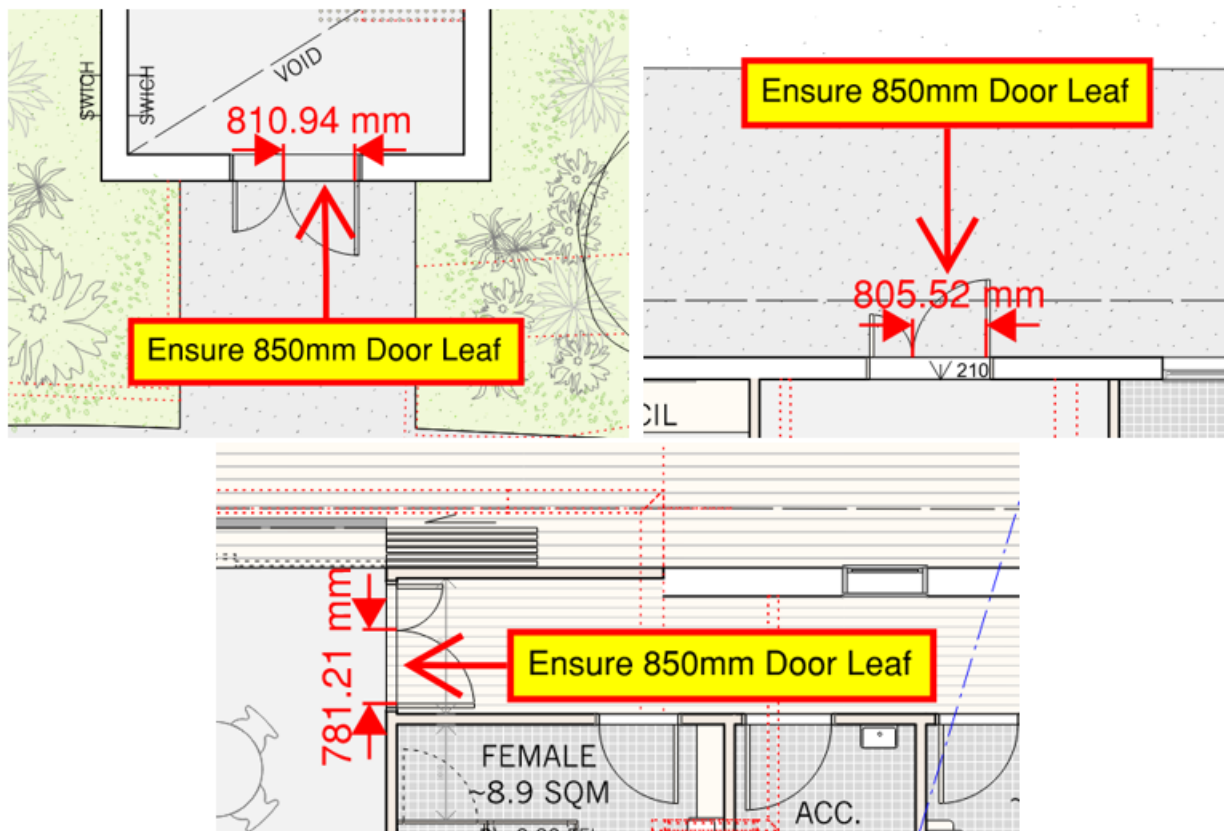 VOID
SWICH
SWICH
810.94 mm
Ensure 850mm Door Leaf
Ensure 850mm Door Leaf
805.52 mm
210
CIL
781.21 mm
Ensure 850mm Door Leaf
FEMALE
~8.9 SQM
ACC.
~